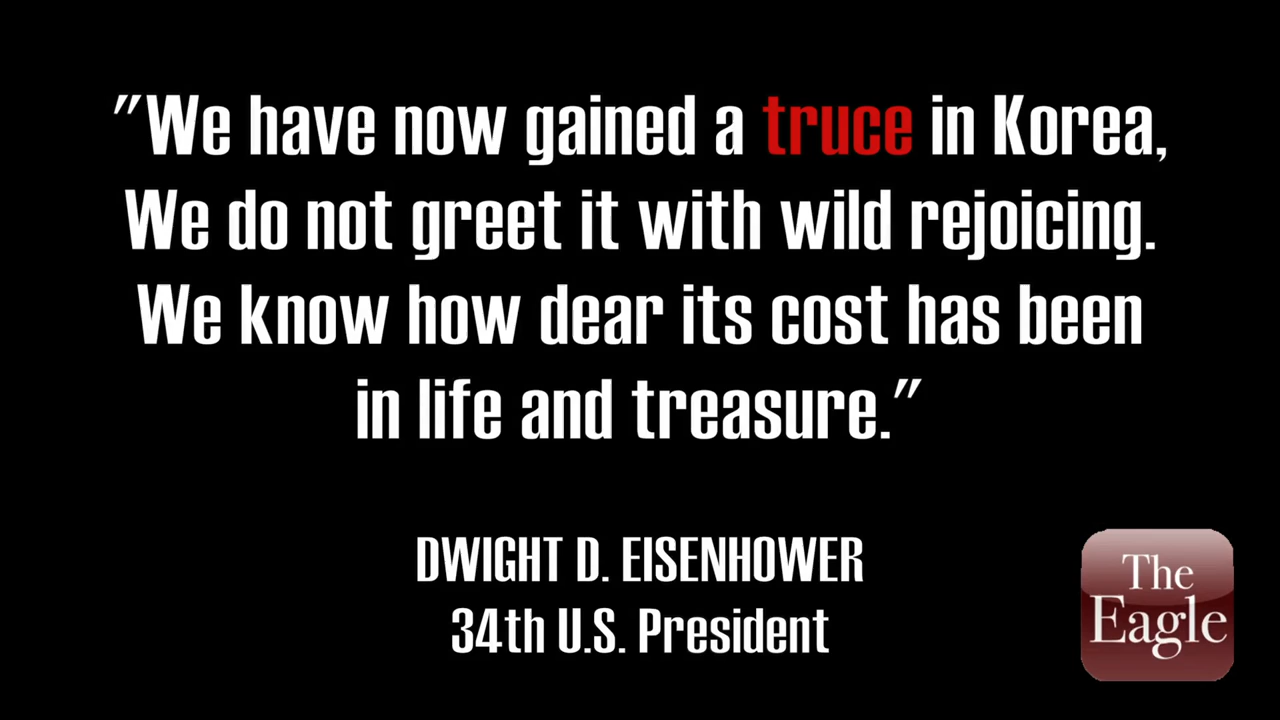 "We have now gained a truce in Korea,
We do not greet it with wild rejoicing.
We know how dear its cost has been
in life and treasure."
DWIGHT D. EISENHOWER
34th U.S. President
The
Eagle